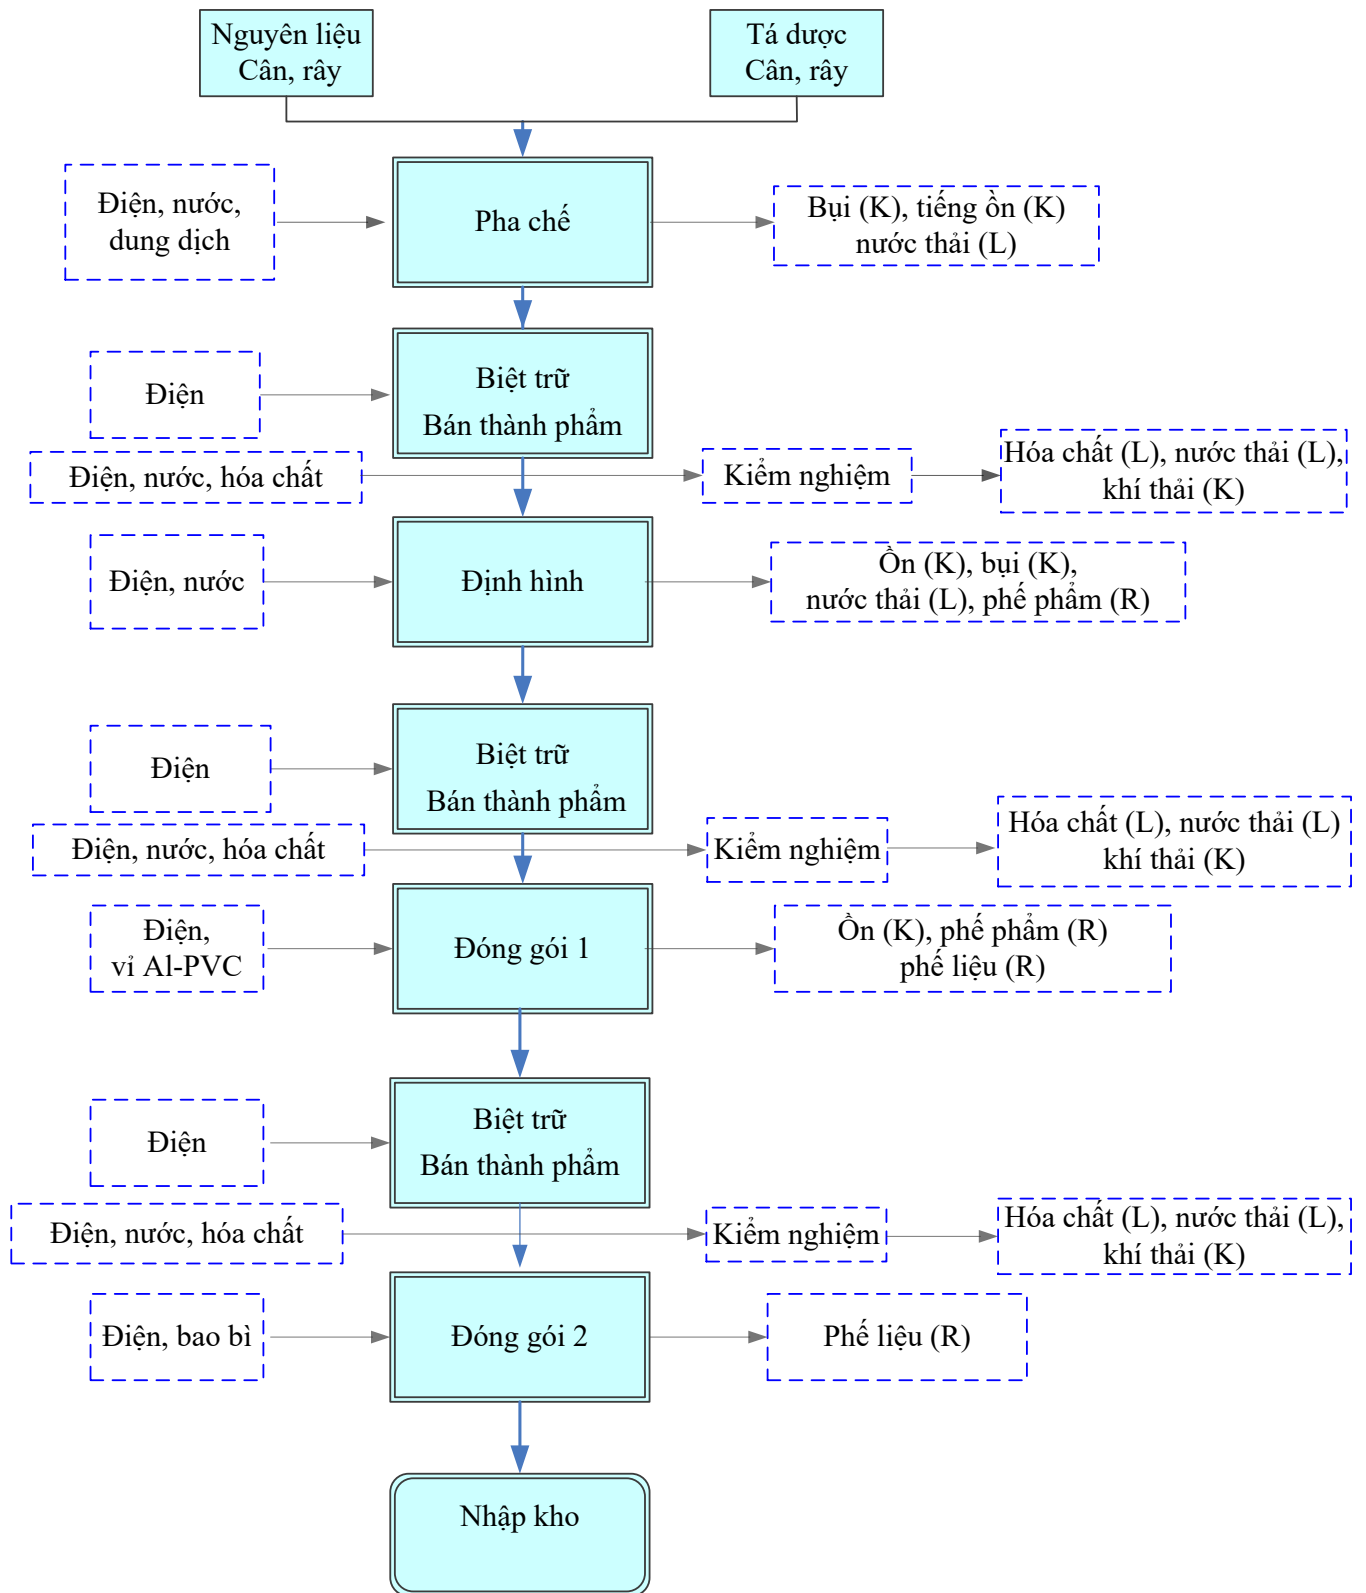 Nguyên liệu
Cân, rây
Tá dược
Cân, rây
Điện, nước,
dung dịch
Pha chế
Bụi (K), tiếng ồn (K)
nước thải (L)
Điện
Biệt trữ
Bán thành phẩm
Điện, nước, hóa chất
Kiểm nghiệm
Hóa chất (L), nước thải (L),
khí thải (K)
Điện, nước
Định hình
Ồn (K), bụi (K),
nước thải (L), phế phẩm (R)
Điện
Biệt trữ
Bán thành phẩm
Điện, nước, hóa chất
Kiểm nghiệm
Hóa chất (L), nước thải (L)
khí thải (K)
Điện,
vỉ Al-PVC
Đóng gói 1
Ồn (K), phế phẩm (R)
phế liệu (R)
Điện
Biệt trữ
Bán thành phẩm
Điện, nước, hóa chất
Kiểm nghiệm
Hóa chất (L), nước thải (L),
khí thải (K)
Điện, bao bì
Đóng gói 2
Phế liệu (R)
Nhập kho